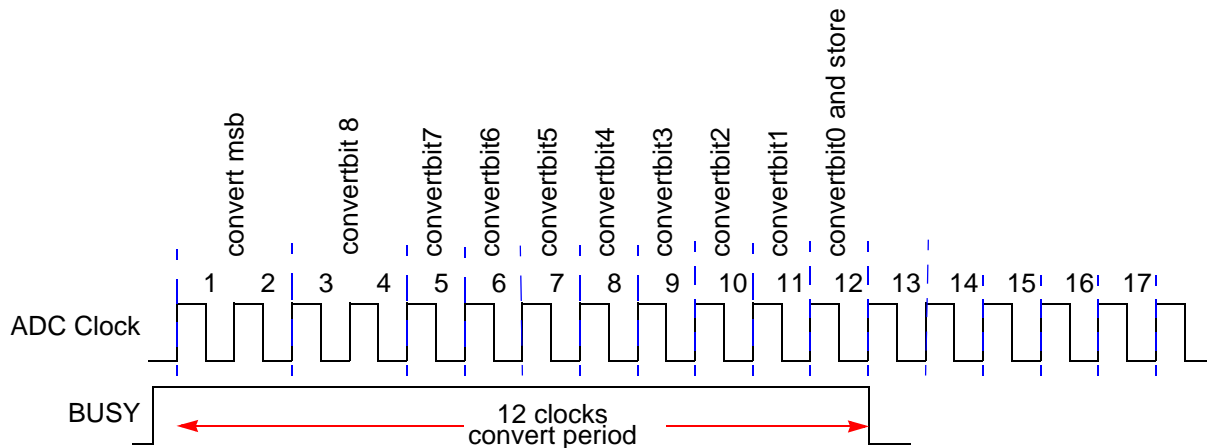 convert msb
convertbit 8
convertbit7
convertbit6
convertbit5
convertbit4
convertbit3
convertbit2
convertbit1
convertbit0 and store
1 2 3 4 5 6 7 8 9 10 11 12 13 14 15 16 17
ADC Clock
BUSY
12 clocks
convert period